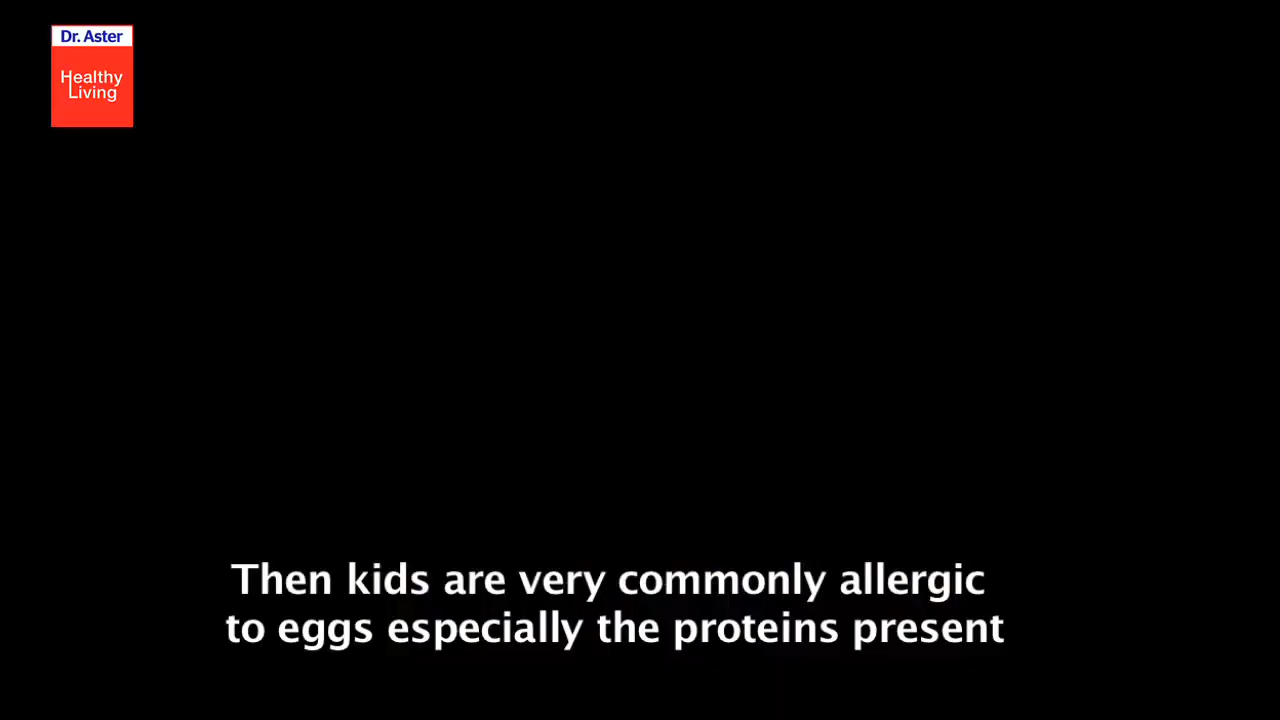 Dr. Aster
Healthy
Living
Then kids are very commonly allergic
to eggs especially the proteins present